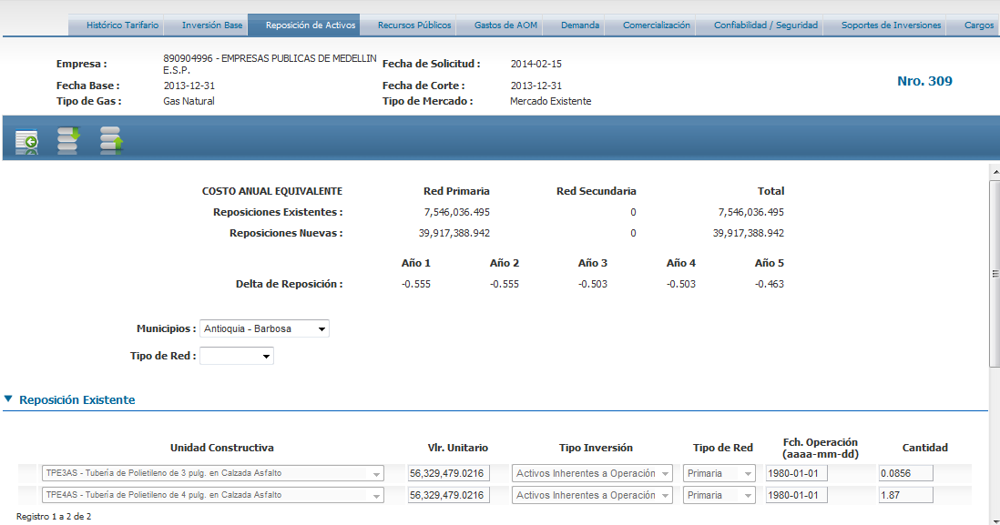 Histórico Tarifario Inversión Base Reposición de Activos Recursos Públicos Gastos de AOM Demanda Comercialización Confiabilidad / Seguridad Soportes de Inversiones Cargos
Empresa : 890904996 - EMPRESAS PUBLICAS DE MEDELLIN E.S.P. Fecha de Solicitud : 2014-02-15
Nro. 309
Fecha Base : 2013-12-31 Fecha de Corte : 2013-12-31
Tipo de Gas : Gas Natural Tipo de Mercado : Mercado Existente
COSTO ANUAL EQUIVALENTE Red Primaria Red Secundaria Total
Reposiciones Existentes : 7,546,036.495 0 7,546,036.495
Reposiciones Nuevas : 39,917,388.942 0 39,917,388.942
Año 1 Año 2 Año 3 Año 4 Año 5
Delta de Reposición : -0.555 -0.555 -0.503 -0.503 -0.463
Municipios : Antioquia - Barbosa
Tipo de Red :
Reposición Existente
Unidad Constructiva Vlr. Unitario Tipo Inversión Tipo de Red Fch. Operación (aaaa-mm-dd) Cantidad
TPE3AS - Tubería de Polietileno de 3 pulg. en Calzada Asfalto 56,329,479.0216 Activos Inherentes a Operación Primaria 1980-01-01 0.0856
TPE4AS - Tubería de Polietileno de 4 pulg. en Calzada Asfalto 56,329,479.0216 Activos Inherentes a Operación Primaria 1980-01-01 1.87
Registro 1 a 2 de 2